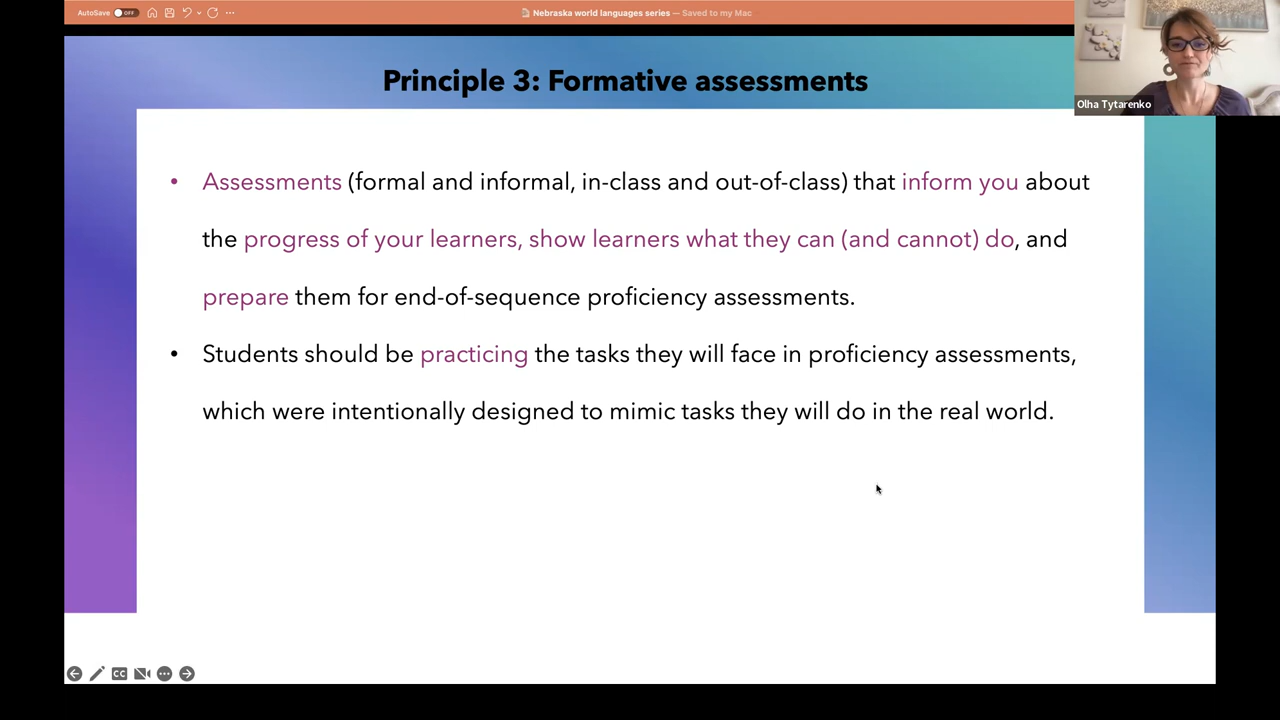 AutoSave OFF
Nebraska world languages series — Saved to my Mac
Olha Tytarenko
Principle 3: Formative assessments
• Assessments (formal and informal, in-class and out-of-class) that inform you about
the progress of your learners, show learners what they can (and cannot) do, and
prepare them for end-of-sequence proficiency assessments.
• Students should be practicing the tasks they will face in proficiency assessments,
which were intentionally designed to mimic tasks they will do in the real world.
CC